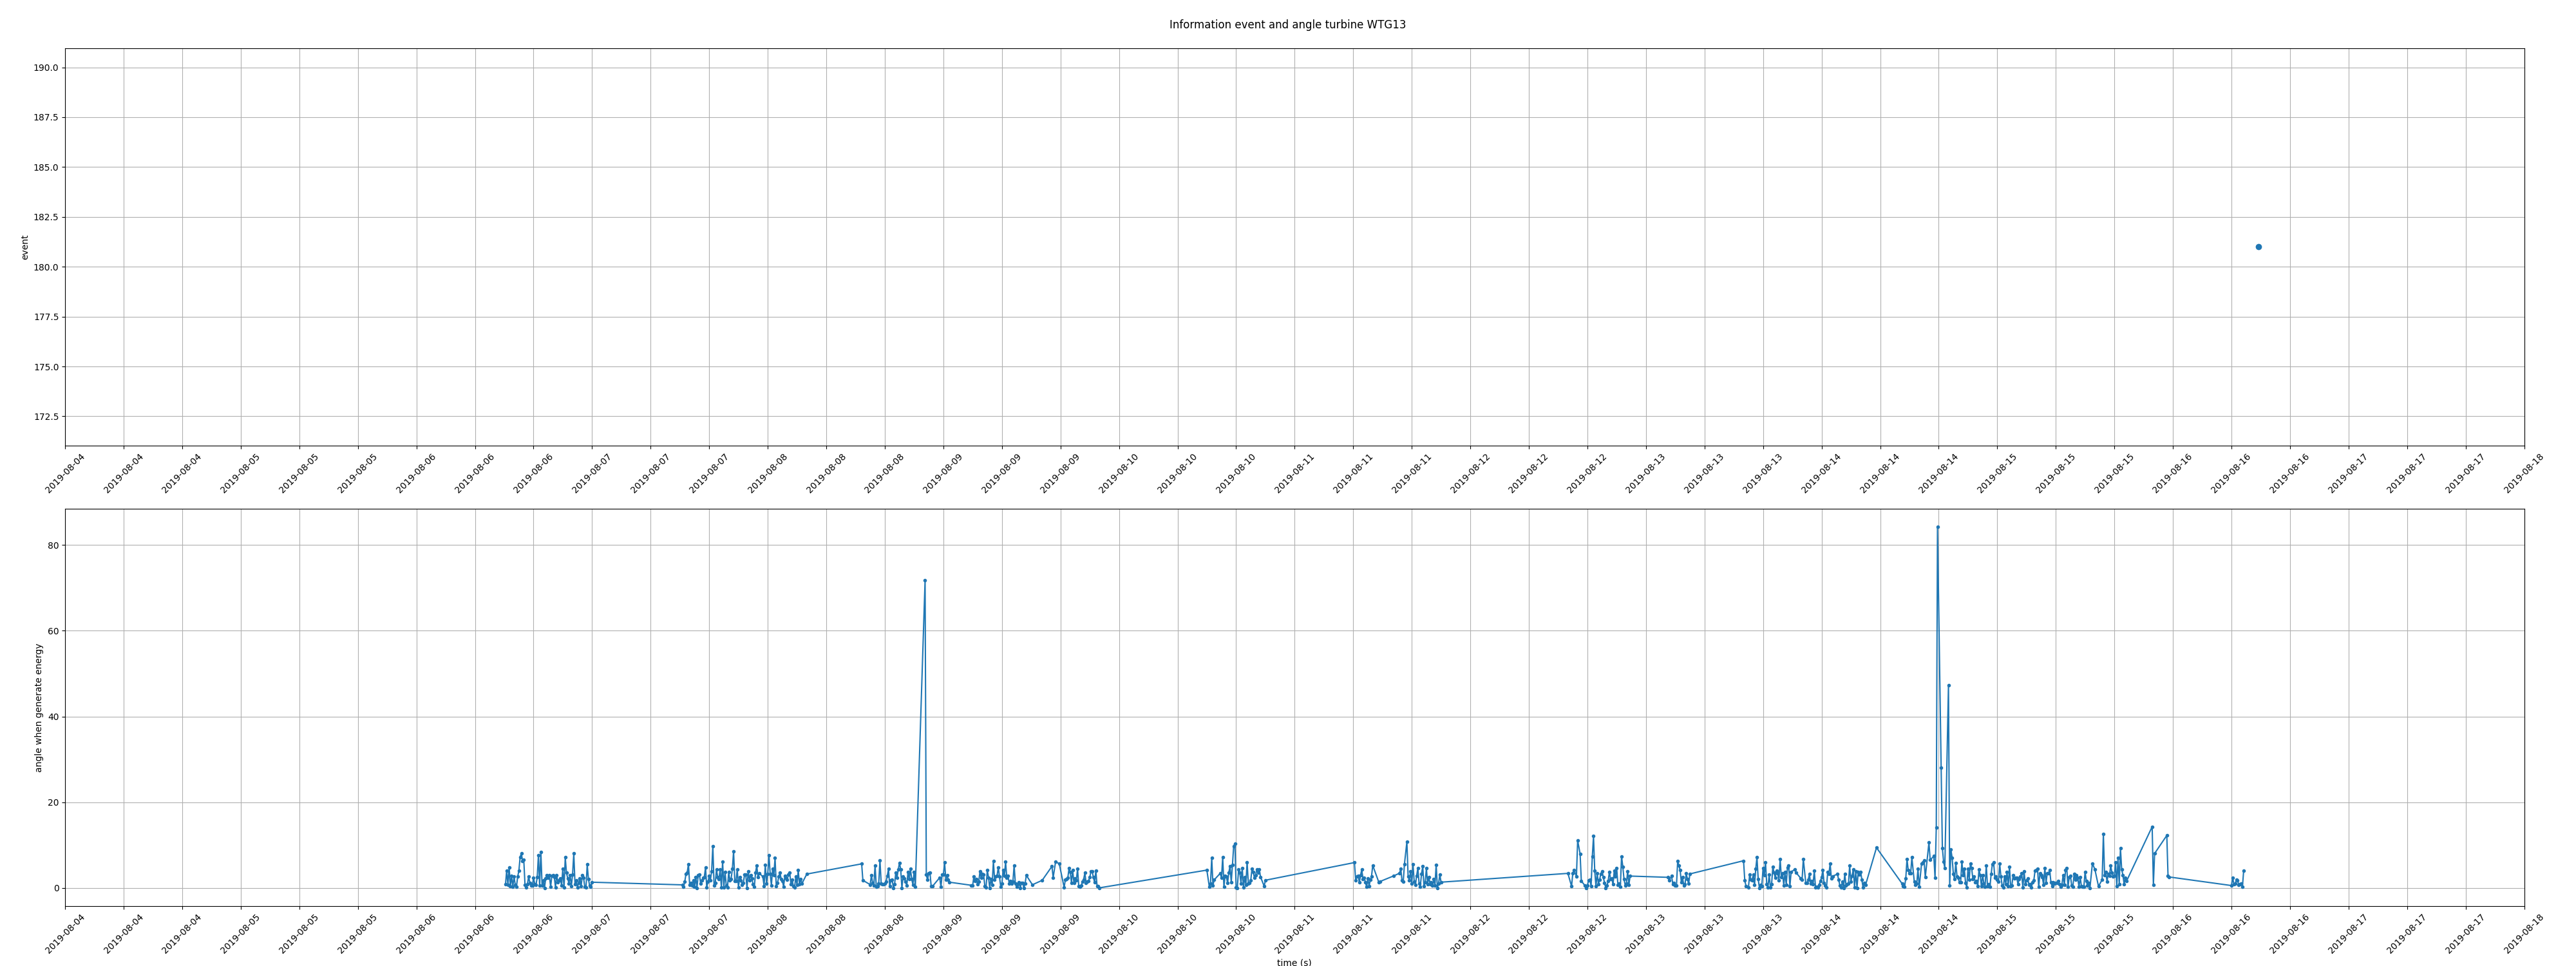 Information event and angle turbine WTG13
190.0
187.5
185.0
182.5
180.0
177.5
175.0
172.5
event
2019-08-04 2019-08-04 2019-08-04 2019-08-05 2019-08-05 2019-08-05 2019-08-06 2019-08-06 2019-08-06 2019-08-07 2019-08-07 2019-08-07 2019-08-08 2019-08-08 2019-08-08 2019-08-09 2019-08-09 2019-08-09 2019-08-10 2019-08-10 2019-08-10 2019-08-11 2019-08-11 2019-08-11 2019-08-12 2019-08-12 2019-08-12 2019-08-13 2019-08-13 2019-08-13 2019-08-14 2019-08-14 2019-08-14 2019-08-15 2019-08-15 2019-08-15 2019-08-16 2019-08-16 2019-08-16 2019-08-17 2019-08-17 2019-08-17 2019-08-18
80
60
40
20
0
angle when generate energy
2019-08-04 2019-08-04 2019-08-04 2019-08-05 2019-08-05 2019-08-05 2019-08-06 2019-08-06 2019-08-06 2019-08-07 2019-08-07 2019-08-07 2019-08-08 2019-08-08 2019-08-08 2019-08-09 2019-08-09 2019-08-09 2019-08-10 2019-08-10 2019-08-10 2019-08-11 2019-08-11 2019-08-11 2019-08-12 2019-08-12 2019-08-12 2019-08-13 2019-08-13 2019-08-13 2019-08-14 2019-08-14 2019-08-14 2019-08-15 2019-08-15 2019-08-15 2019-08-16 2019-08-16 2019-08-16 2019-08-17 2019-08-17 2019-08-17 2019-08-18
time (s)